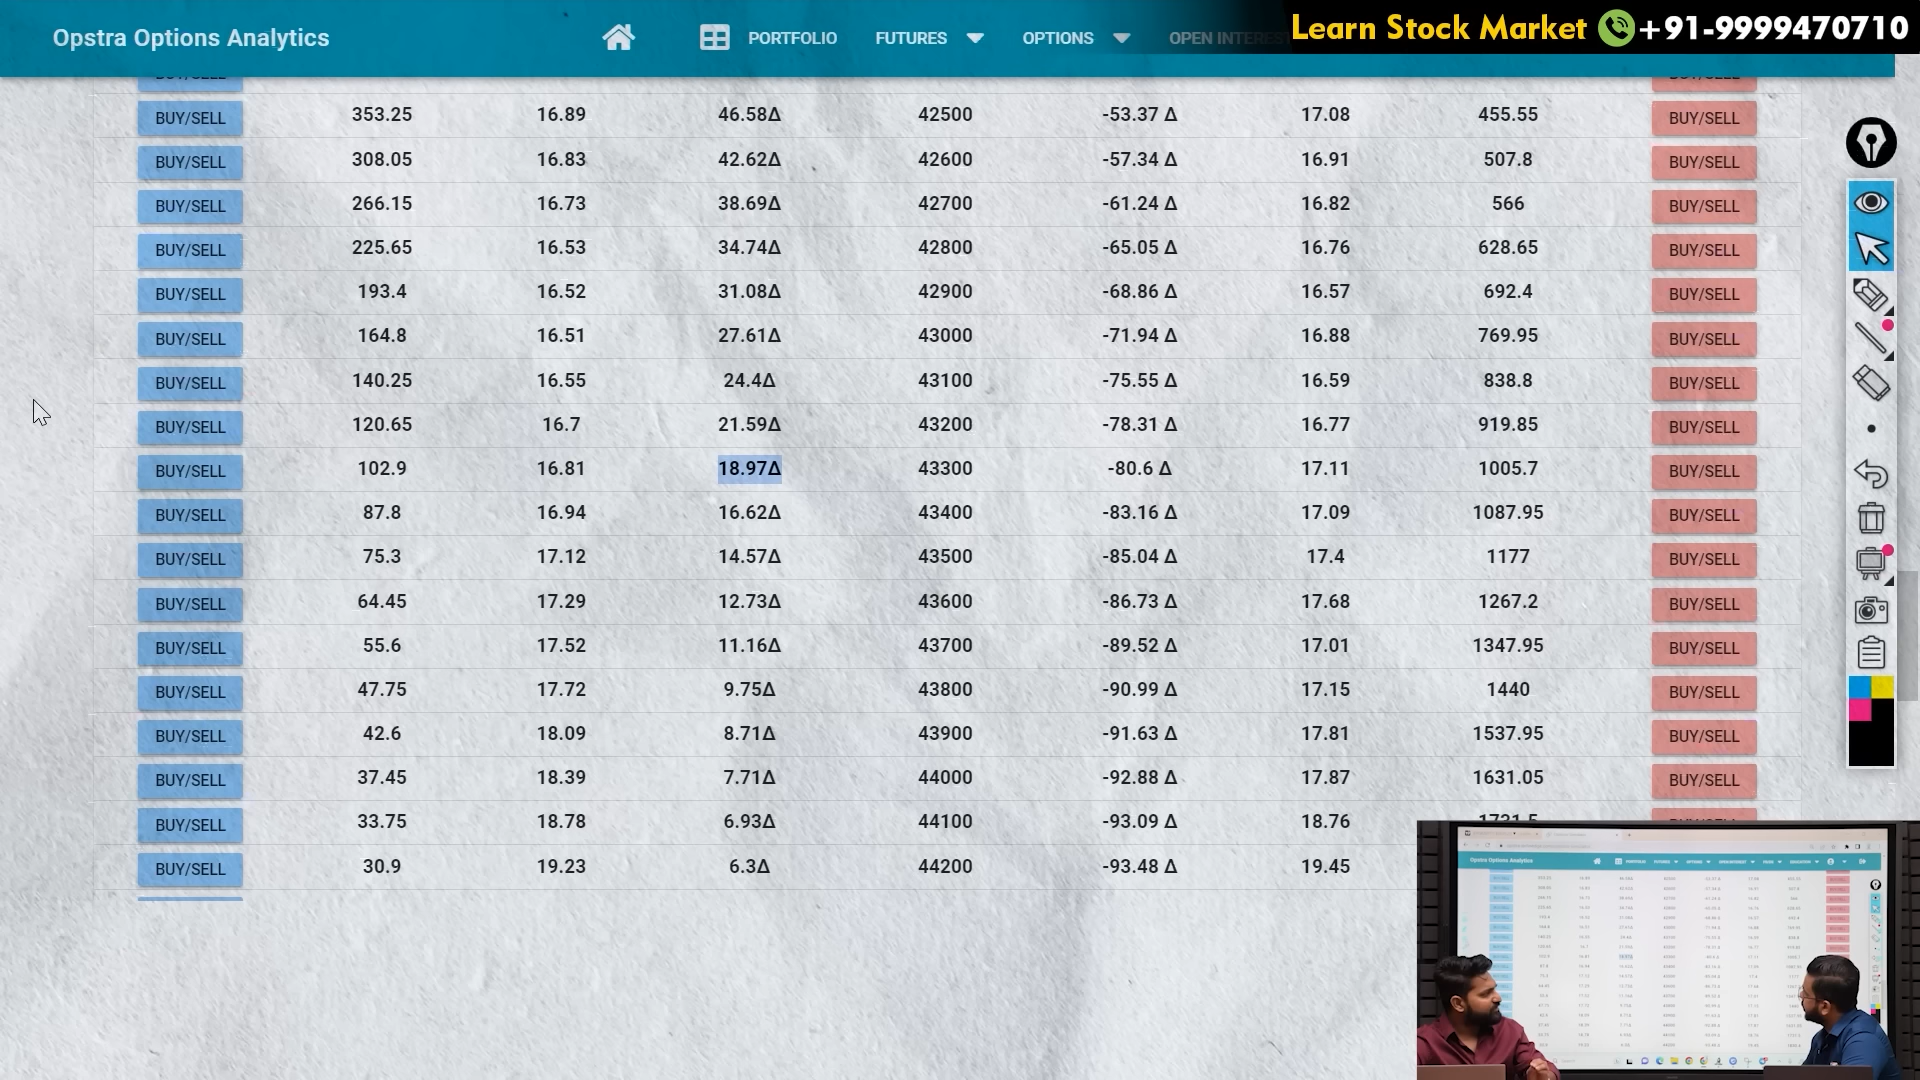 Opstra Options Analytics PORTFOLIO FUTURES OPTIONS OPEN INTEREST
Learn Stock Market +91-9999470710
BUY/SELL BUY/SELL
BUY/SELL 353.25 16.89 46.58Δ 42500 -53.37 Δ 17.08 455.55 BUY/SELL
BUY/SELL 308.05 16.83 42.62Δ 42600 -57.34 Δ 16.91 507.8 BUY/SELL
BUY/SELL 266.15 16.73 38.69Δ 42700 -61.24 Δ 16.82 566 BUY/SELL
BUY/SELL 225.65 16.53 34.74Δ 42800 -65.05 Δ 16.76 628.65 BUY/SELL
BUY/SELL 193.4 16.52 31.08Δ 42900 -68.86 Δ 16.57 692.4 BUY/SELL
BUY/SELL 164.8 16.51 27.61Δ 43000 -71.94 Δ 16.88 769.95 BUY/SELL
BUY/SELL 140.25 16.55 24.4Δ 43100 -75.55 Δ 16.59 838.8 BUY/SELL
BUY/SELL 120.65 16.7 21.59Δ 43200 -78.31 Δ 16.77 919.85 BUY/SELL
BUY/SELL 102.9 16.81 18.97Δ 43300 -80.6 Δ 17.11 1005.7 BUY/SELL
BUY/SELL 87.8 16.94 16.62Δ 43400 -83.16 Δ 17.09 1087.95 BUY/SELL
BUY/SELL 75.3 17.12 14.57Δ 43500 -85.04 Δ 17.4 1177 BUY/SELL
BUY/SELL 64.45 17.29 12.73Δ 43600 -86.73 Δ 17.68 1267.2 BUY/SELL
BUY/SELL 55.6 17.52 11.16Δ 43700 -89.52 Δ 17.01 1347.95 BUY/SELL
BUY/SELL 47.75 17.72 9.75Δ 43800 -90.99 Δ 17.15 1440 BUY/SELL
BUY/SELL 42.6 18.09 8.71Δ 43900 -91.63 Δ 17.81 1537.95 BUY/SELL
BUY/SELL 37.45 18.39 7.71Δ 44000 -92.88 Δ 17.87 1631.05 BUY/SELL
BUY/SELL 33.75 18.78 6.93Δ 44100 -93.09 Δ 18.76 1731.5
BUY/SELL 30.9 19.23 6.3Δ 44200 -93.48 Δ 19.45
Opstra Options Analytics